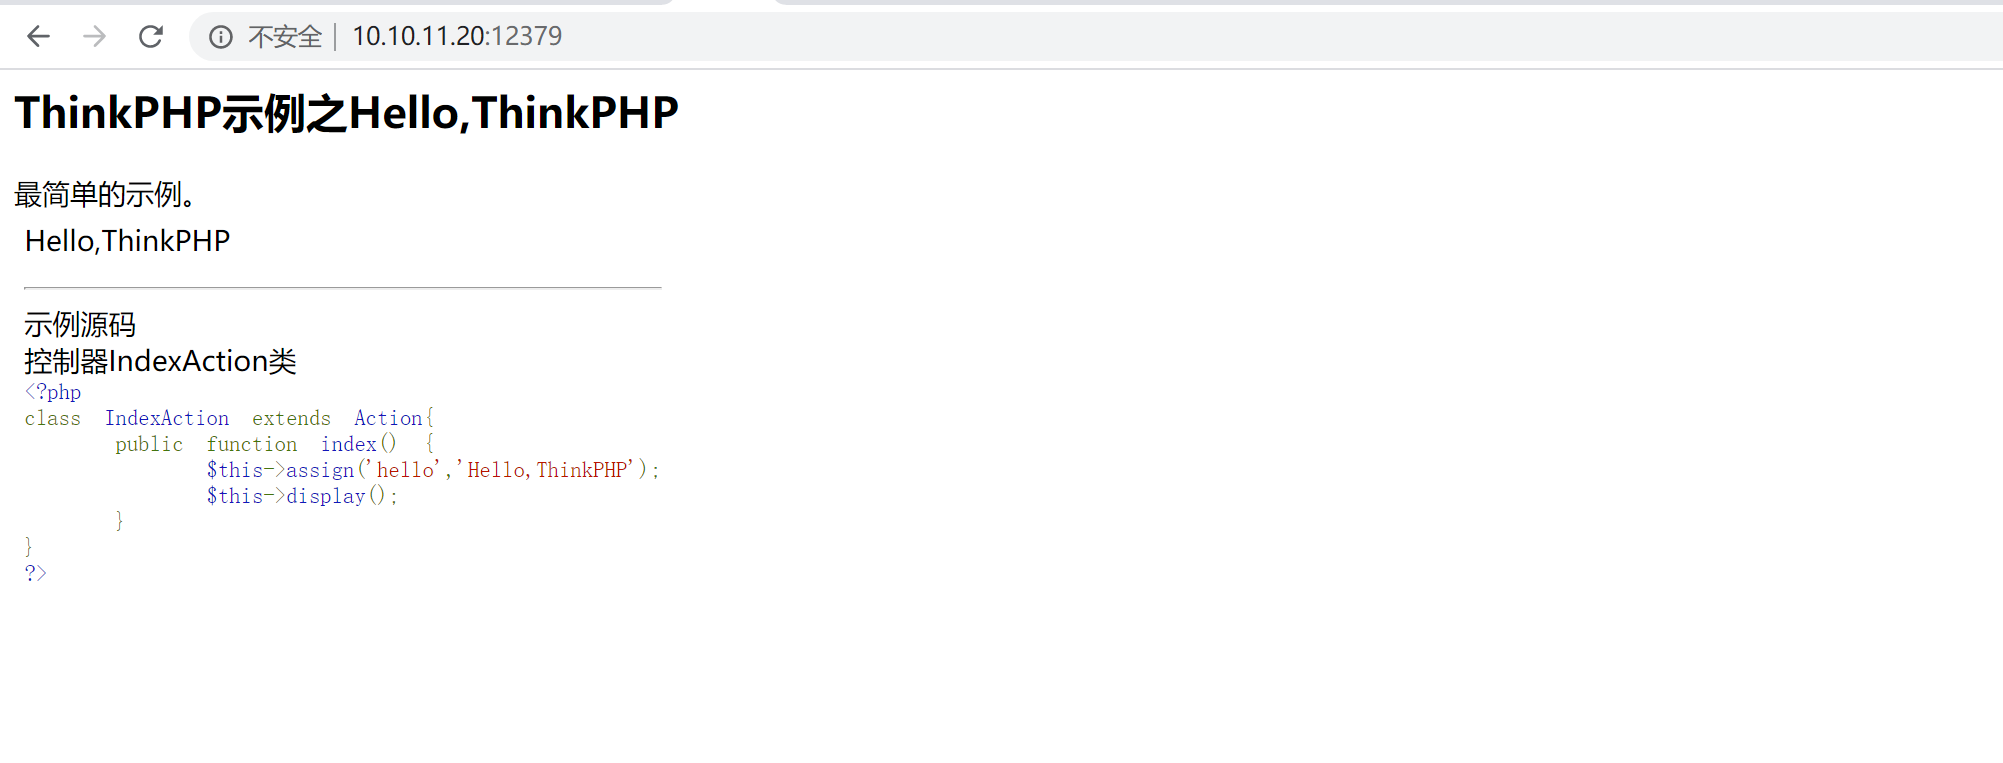 不安全 | 10.10.11.20:12379
ThinkPHP示例之Hello,ThinkPHP
最简单的示例。
Hello,ThinkPHP
示例源码
控制器IndexAction类
<?php
class IndexAction extends Action{
public function index() {
$this->assign('hello','Hello,ThinkPHP');
$this->display();
}
}
?>